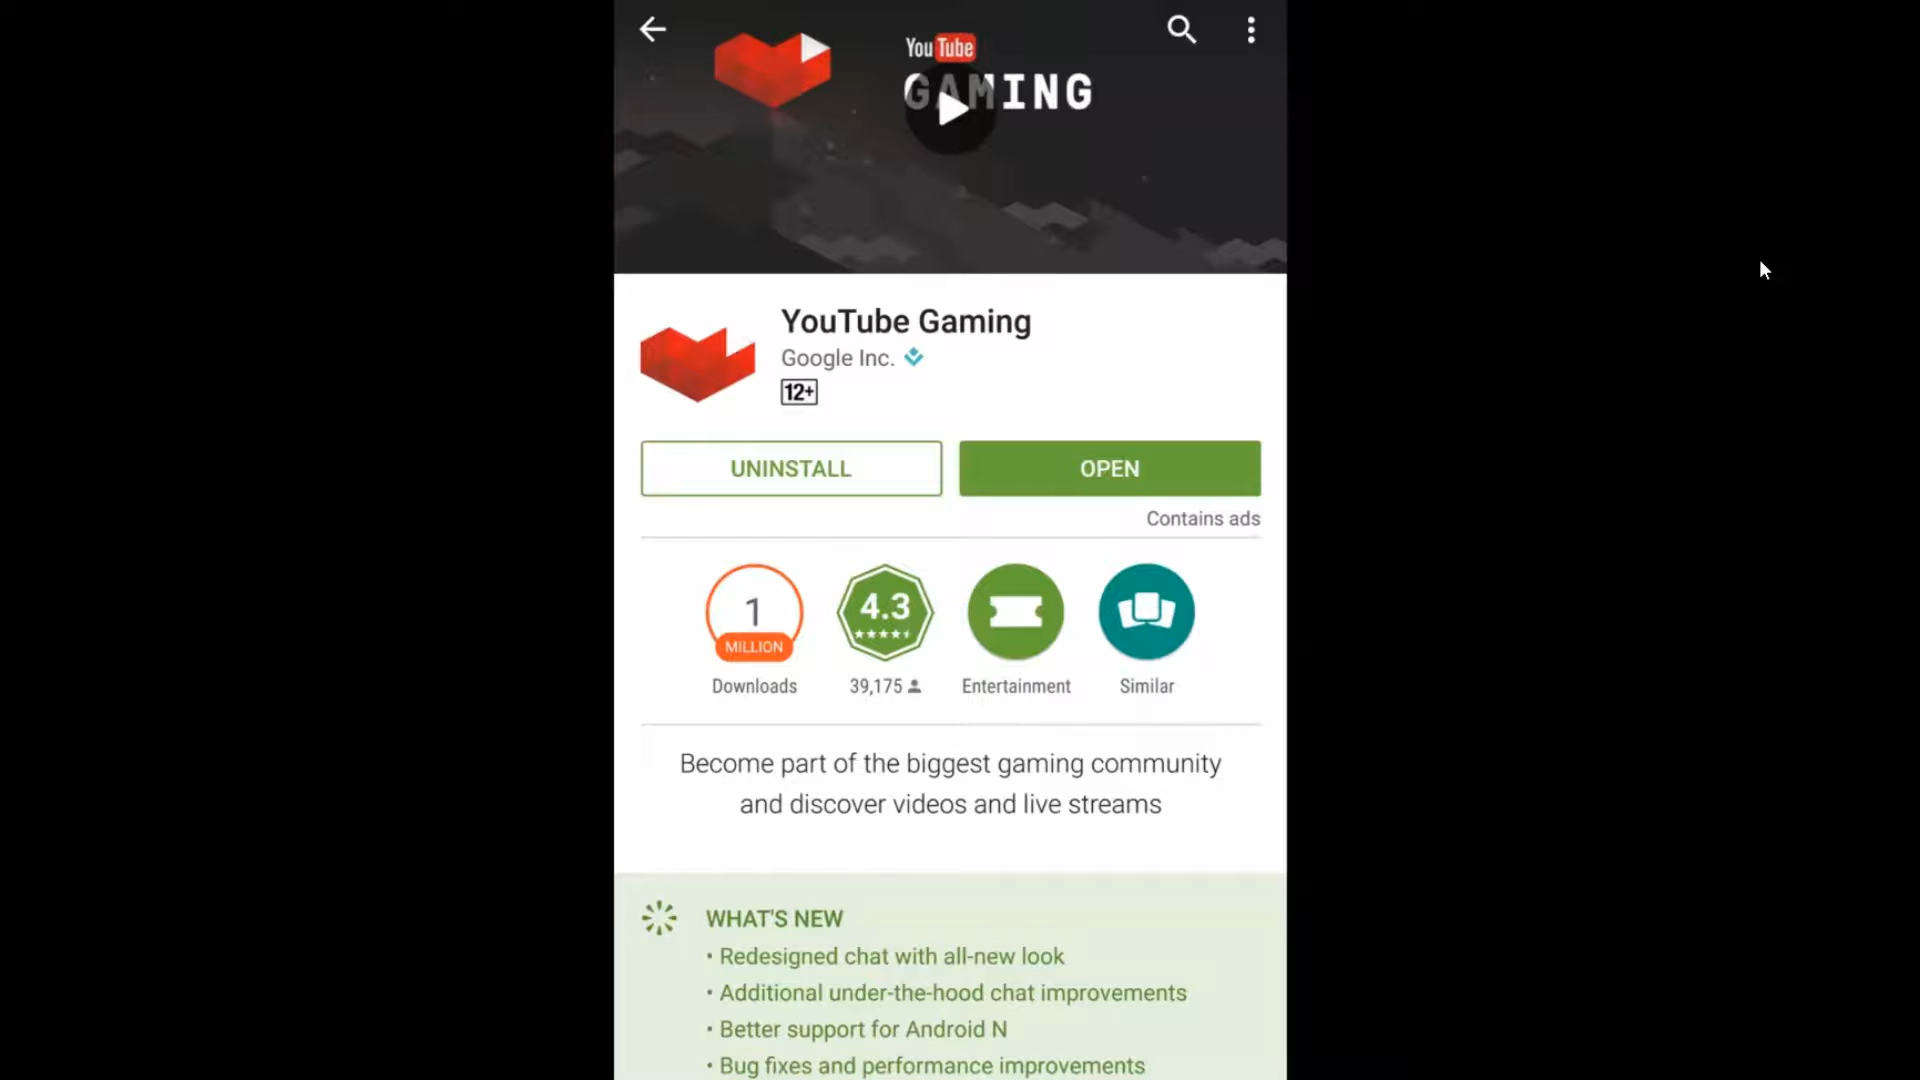 You Tube
GAMING
YouTube Gaming
Google Inc.
12+
UNINSTALL
OPEN
Contains ads
1
MILLION
4.3
Downloads
39,175
Entertainment
Similar
Become part of the biggest gaming community
and discover videos and live streams
WHAT'S NEW
• Redesigned chat with all-new look
• Additional under-the-hood chat improvements
• Better support for Android N
• Bug fixes and performance improvements